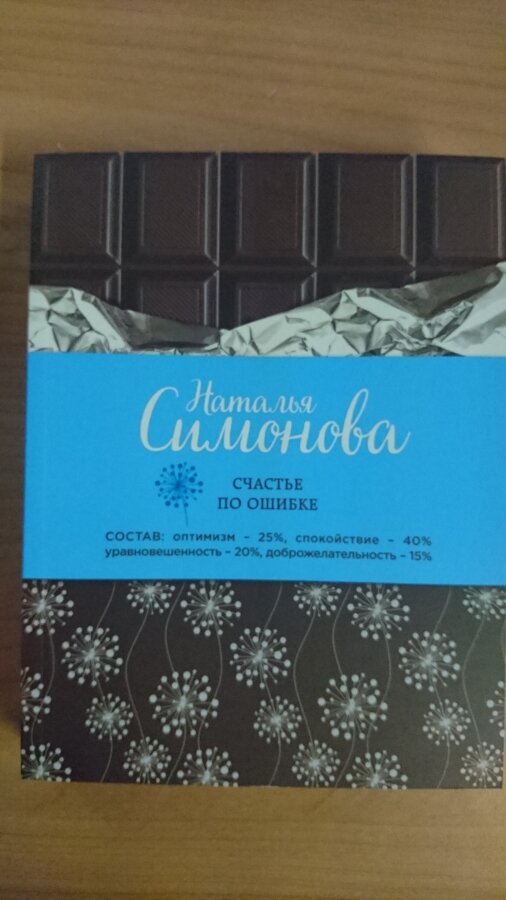 Наталья
Симонова
СЧАСТЬЕ
ПО ОШИБКЕ
СОСТАВ: оптимизм - 25%, спокойствие - 40%
уравновешенность - 20%, доброжелательность - 15%